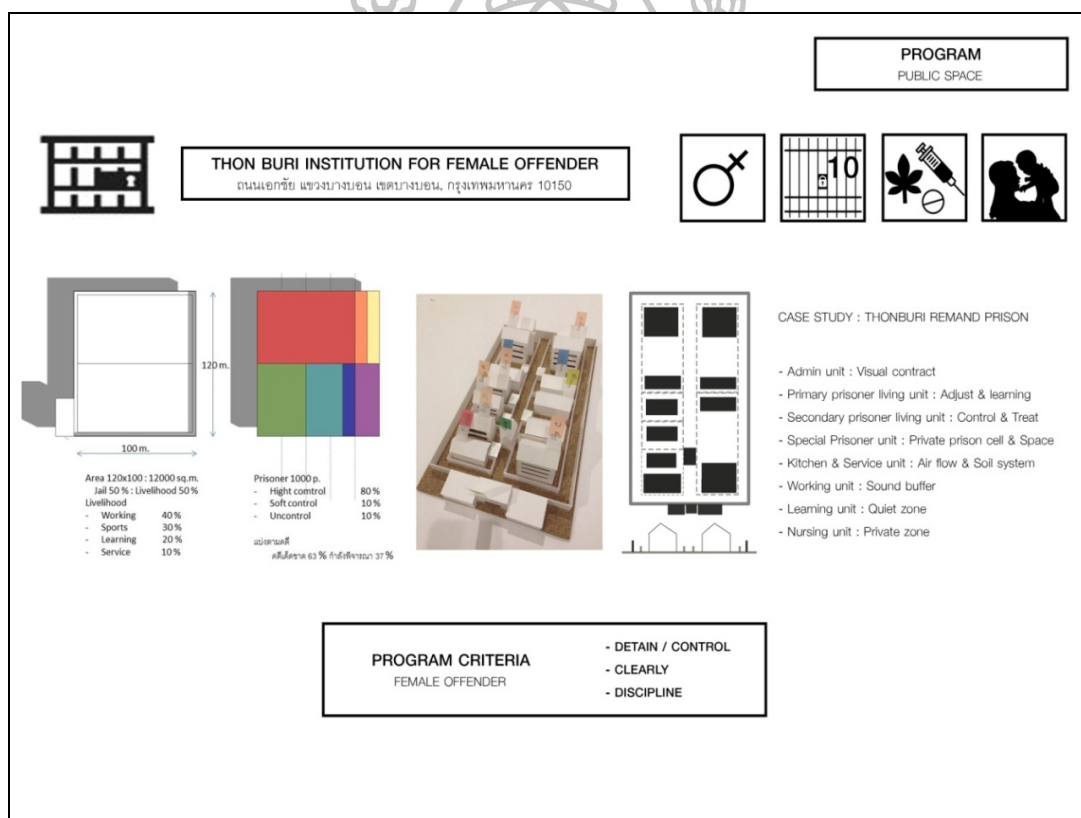 PROGRAM
PUBLIC SPACE
THON BURI INSTITUTION FOR FEMALE OFFENDER
ถนนเอกชัย แขวงบางบอน เขตบางบอน, กรุงเทพมหานคร 10150
10
120 m.
100 m.
Area 120x100 : 12000 sq.m.
Jail 50 % : Livelihood 50 %
Livelihood
- Working 40 %
- Sports 30 %
- Learning 20 %
- Service 10 %
Prisoner 1000 p.
- Hight comtrol 80 %
- Soft control 10 %
- Uncontrol 10 %
แบ่งตามคดี
คดีเด็ดขาด 63 % กำลังพิจารณา 37 %
CASE STUDY : THONBURI REMAND PRISON
- Admin unit : Visual contract
- Primary prisoner living unit : Adjust & learning
- Secondary prisoner living unit : Control & Treat
- Special Prisoner unit : Private prison cell & Space
- Kitchen & Service unit : Air flow & Soil system
- Working unit : Sound buffer
- Learning unit : Quiet zone
- Nursing unit : Private zone
PROGRAM CRITERIA
FEMALE OFFENDER
- DETAIN / CONTROL
- CLEARLY
- DISCIPLINE